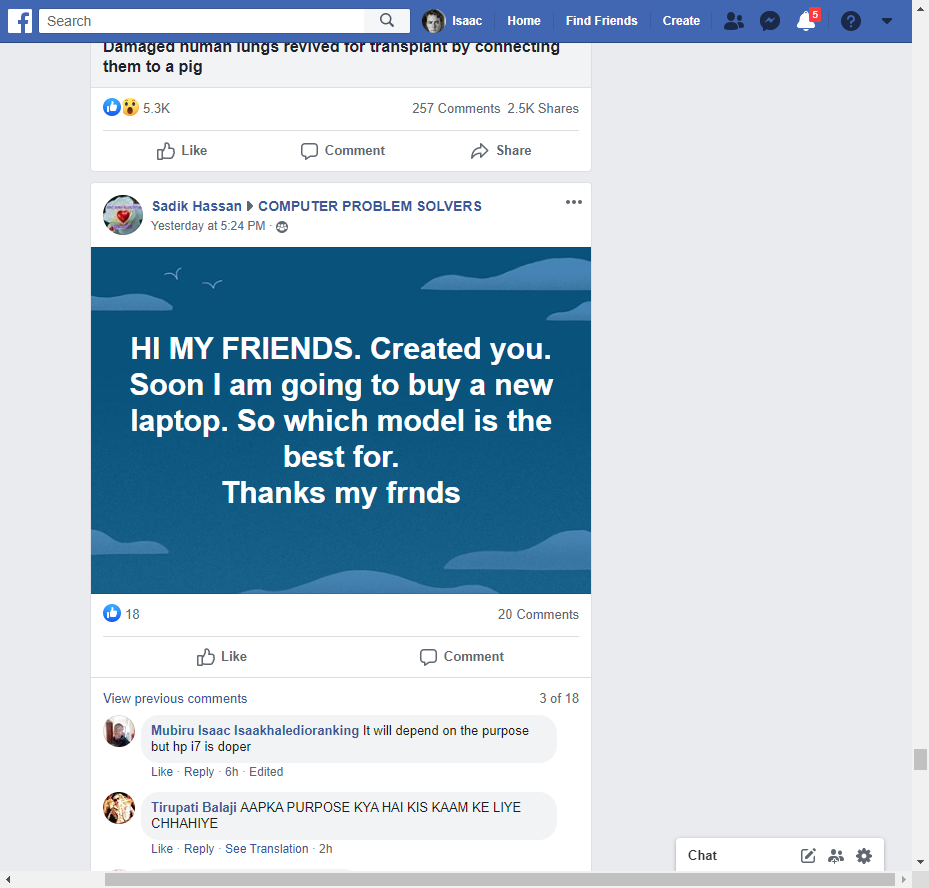 Search
Isaac
Home
Find Friends
Create
5
Damaged human lungs revived for transplant by connecting
them to a pig
5.3K
257 Comments 2.5K Shares
Like
Comment
Share
Sadik Hassan COMPUTER PROBLEM SOLVERS
Yesterday at 5:24 PM ·
HI MY FRIENDS. Created you.
Soon I am going to buy a new
laptop. So which model is the
best for.
Thanks my frnds
18
20 Comments
Like
Comment
View previous comments
3 of 18
Mubiru Isaac Isaakhaledioranking It will depend on the purpose
but hp i7 is doper
Like · Reply · 6h · Edited
Tirupati Balaji AAPKA PURPOSE KYA HAI KIS KAAM KE LIYE
CHHAHIYE
Like · Reply · See Translation · 2h
Chat